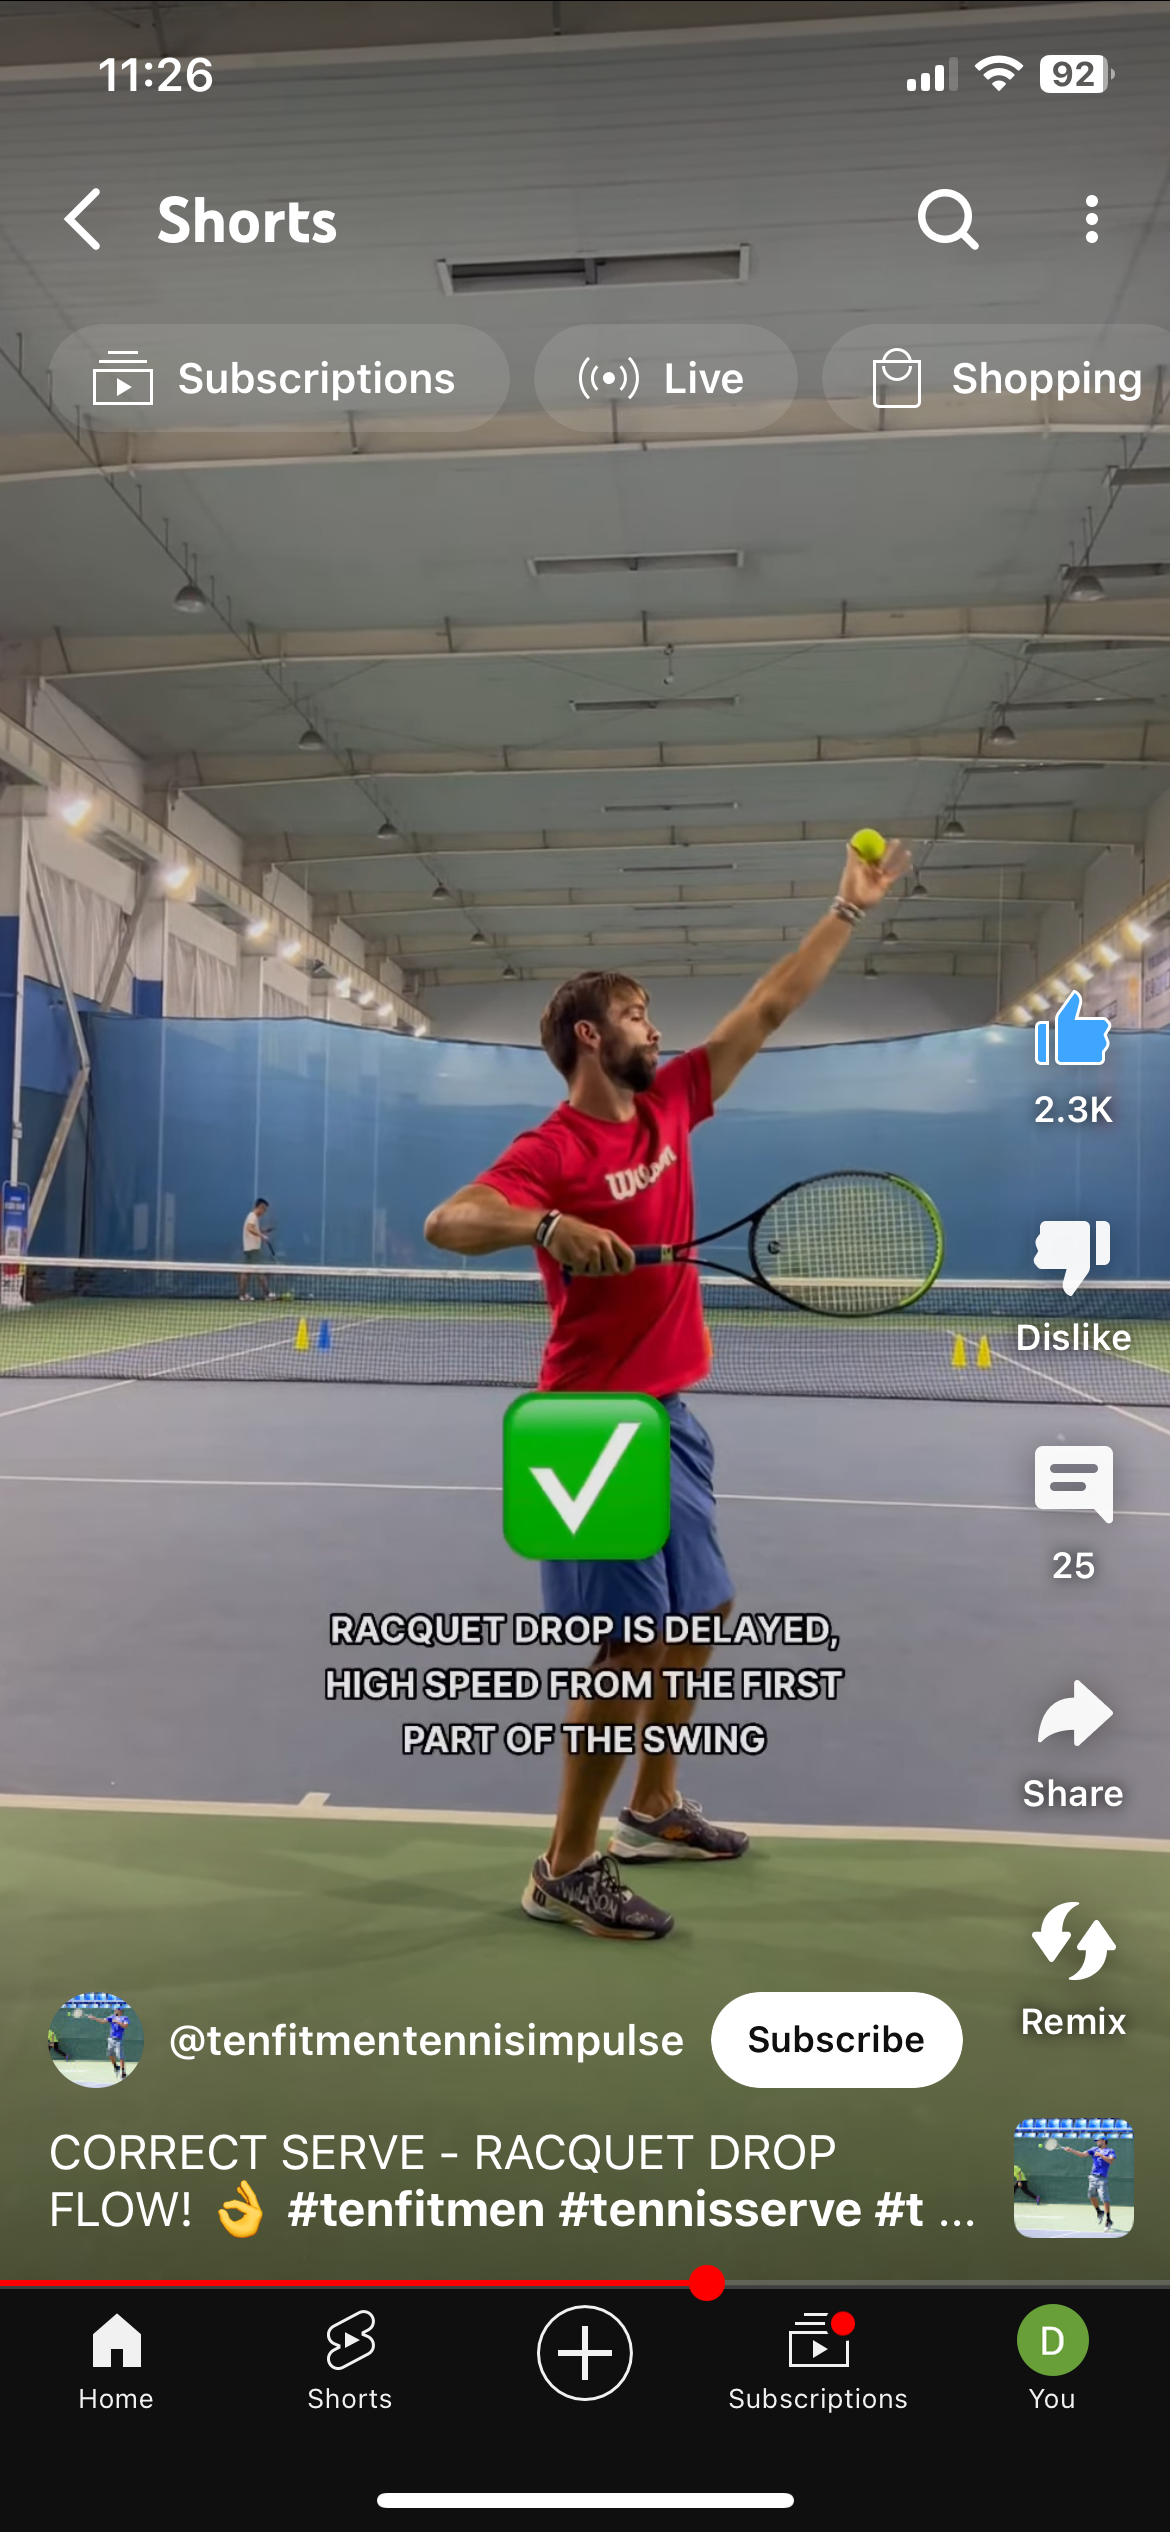 11:26
92
Shorts
Subscriptions
Live
Shopping
Wilson
2.3K
Dislike
RACQUET DROP IS DELAYED,
HIGH SPEED FROM THE FIRST
PART OF THE SWING
25
Share
WILSON
Remix
@tenfitmentennisimpulse
Subscribe
CORRECT SERVE - RACQUET DROP
FLOW! 👌 #tenfitmen #tennisserve #t ...
Home
Shorts
Subscriptions
D
You